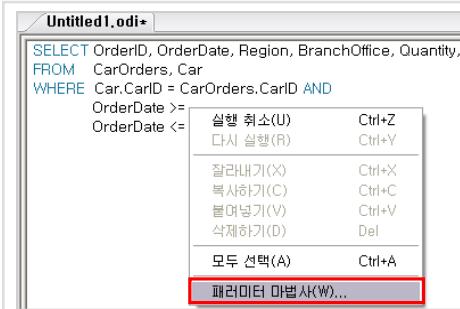 Untitled1.odi*
SELECT OrderID, OrderDate, Region, BranchOffice, Quantity,
FROM CarOrders, Car
WHERE Car.CarID = CarOrders.CarID AND
OrderDate >=
OrderDate <=
실행 취소(U) Ctrl+Z
다시 실행(R) Ctrl+Y
잘라내기(X) Ctrl+X
복사하기(C) Ctrl+C
붙여넣기(V) Ctrl+V
삭제하기(D) Del
모두 선택(A) Ctrl+A
패러미터 마법사(W)...